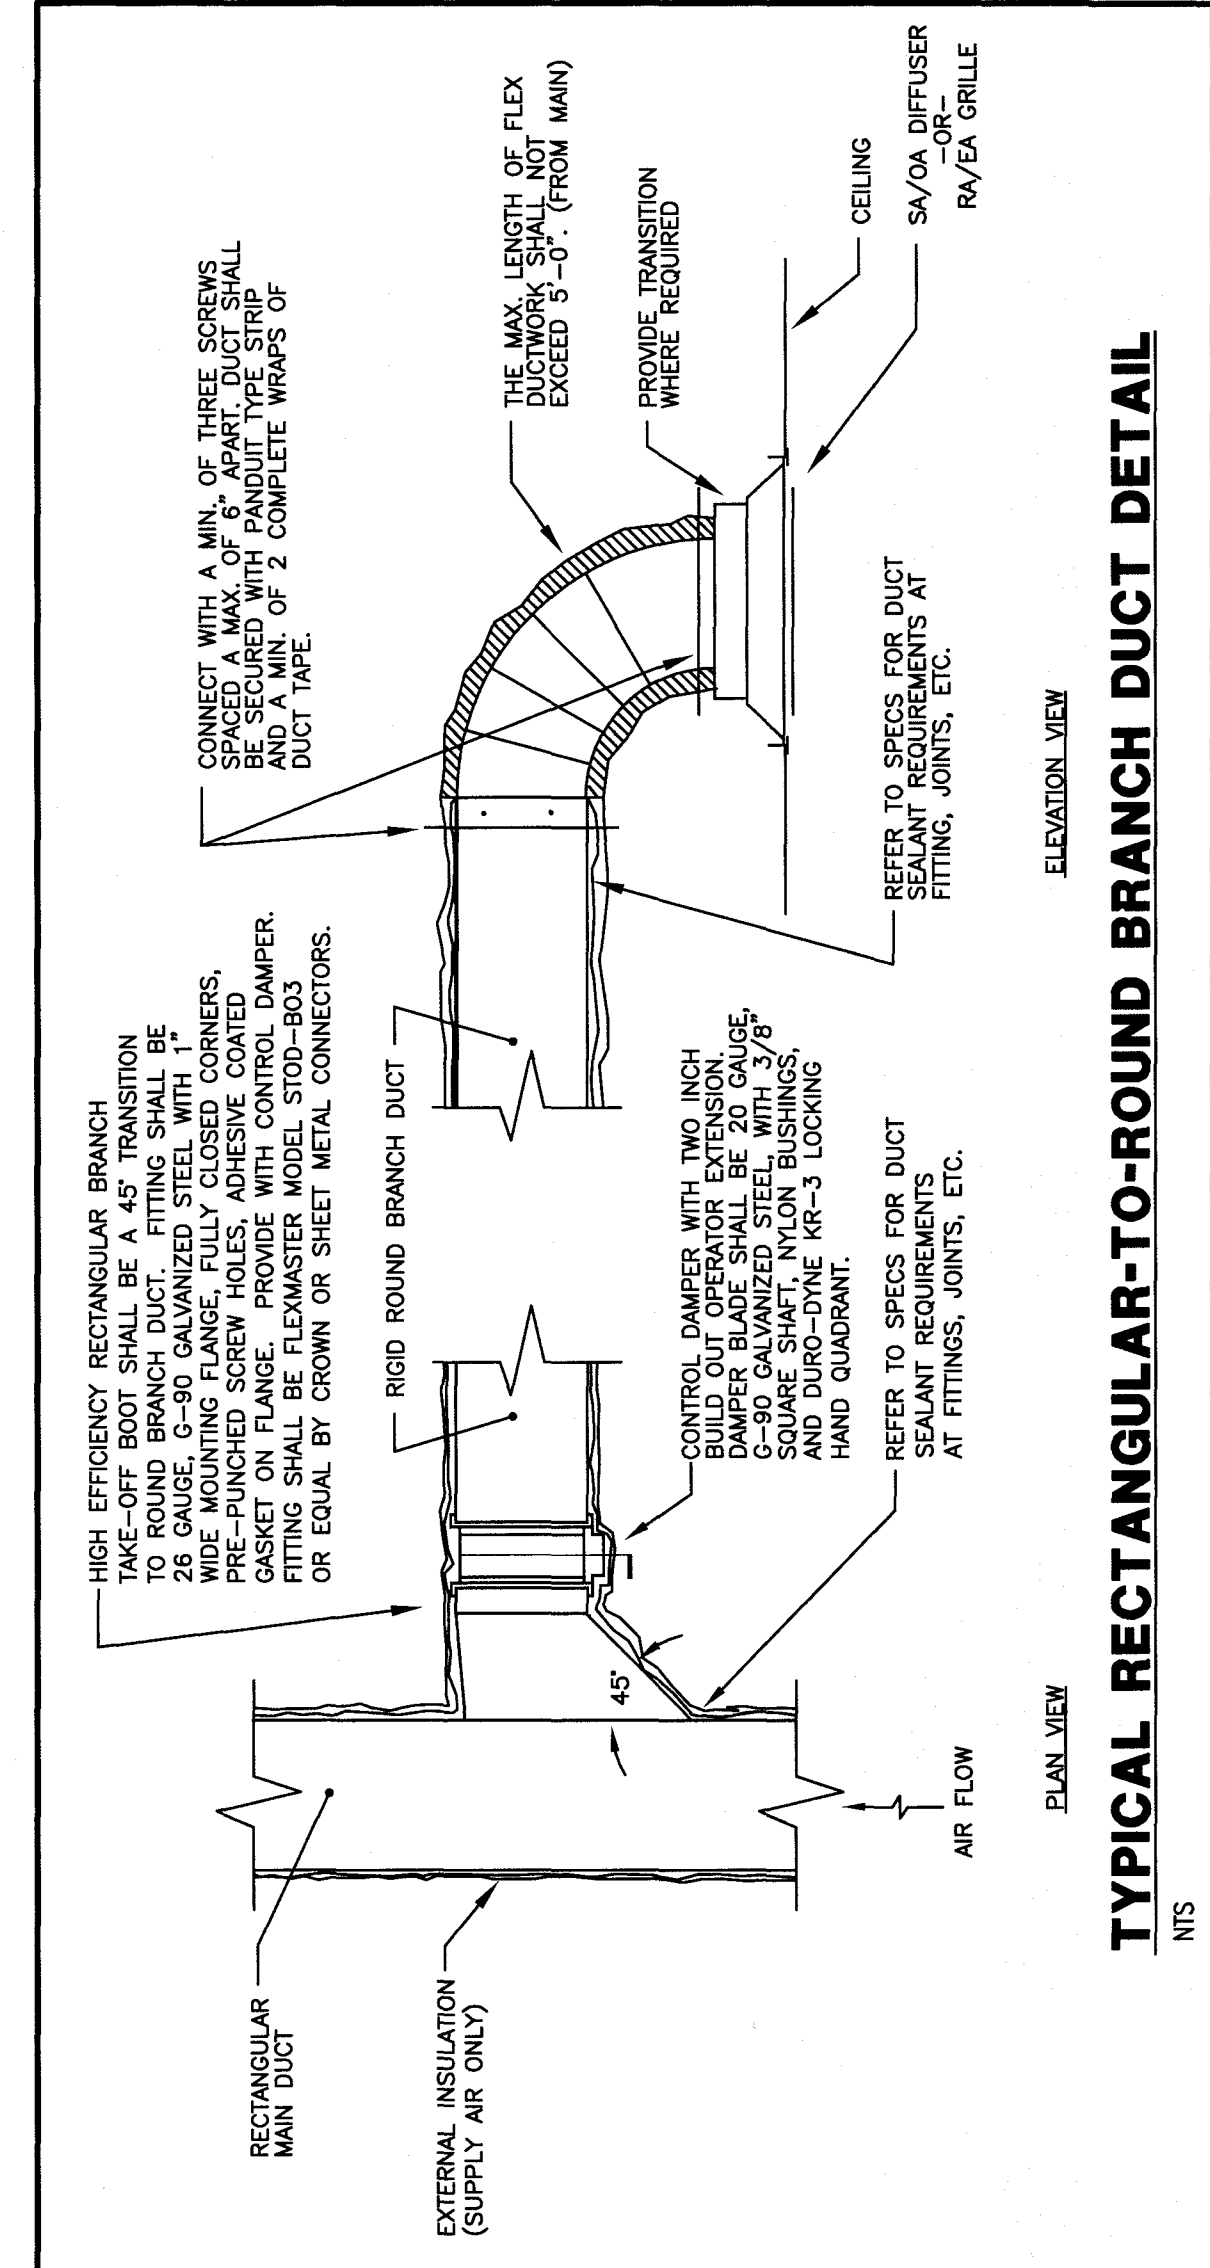 HIGH EFFICIENCY RECTANGULAR BRANCH
TAKE-OFF BOOT SHALL BE A 45° TRANSITION
TO ROUND BRANCH DUCT.  FITTING SHALL BE
26 GAUGE, G-90 GALVANIZED STEEL WITH 1"
WIDE MOUNTING FLANGE, FULLY CLOSED CORNERS,
PRE-PUNCHED SCREW HOLES, ADHESIVE COATED
GASKET ON FLANGE.  PROVIDE WITH CONTROL DAMPER.
FITTING SHALL BE FLEXMASTER MODEL STOD-BO3
OR EQUAL BY CROWN OR SHEET METAL CONNECTORS.
CONNECT WITH A MIN. OF THREE SCREWS
SPACED A MAX. OF 6" APART. DUCT SHALL
BE SECURED WITH PANDUIT TYPE STRIP
AND A MIN. OF 2 COMPLETE WRAPS OF
DUCT TAPE.
THE MAX. LENGTH OF FLEX
DUCTWORK SHALL NOT
EXCEED 5'-0". (FROM MAIN)
RECTANGULAR
MAIN DUCT
RIGID ROUND BRANCH DUCT
PROVIDE TRANSITION
WHERE REQUIRED
EXTERNAL INSULATION
(SUPPLY AIR ONLY)
45°
CONTROL DAMPER WITH TWO INCH
BUILD OUT OPERATOR EXTENSION.
DAMPER BLADE SHALL BE 20 GAUGE,
G-90 GALVANIZED STEEL, WITH 3/8"
SQUARE SHAFT, NYLON BUSHINGS,
AND DURO-DYNE KR-3 LOCKING
HAND QUADRANT.
CEILING
SA/OA DIFFUSER
-OR-
RA/EA GRILLE
REFER TO SPECS FOR DUCT
SEALANT REQUIREMENTS
AT FITTINGS, JOINTS, ETC.
REFER TO SPECS FOR DUCT
SEALANT REQUIREMENTS AT
FITTING, JOINTS, ETC.
AIR FLOW
PLAN VIEW
ELEVATION VIEW
TYPICAL RECTANGULAR-TO-ROUND BRANCH DUCT DETAIL
NTS